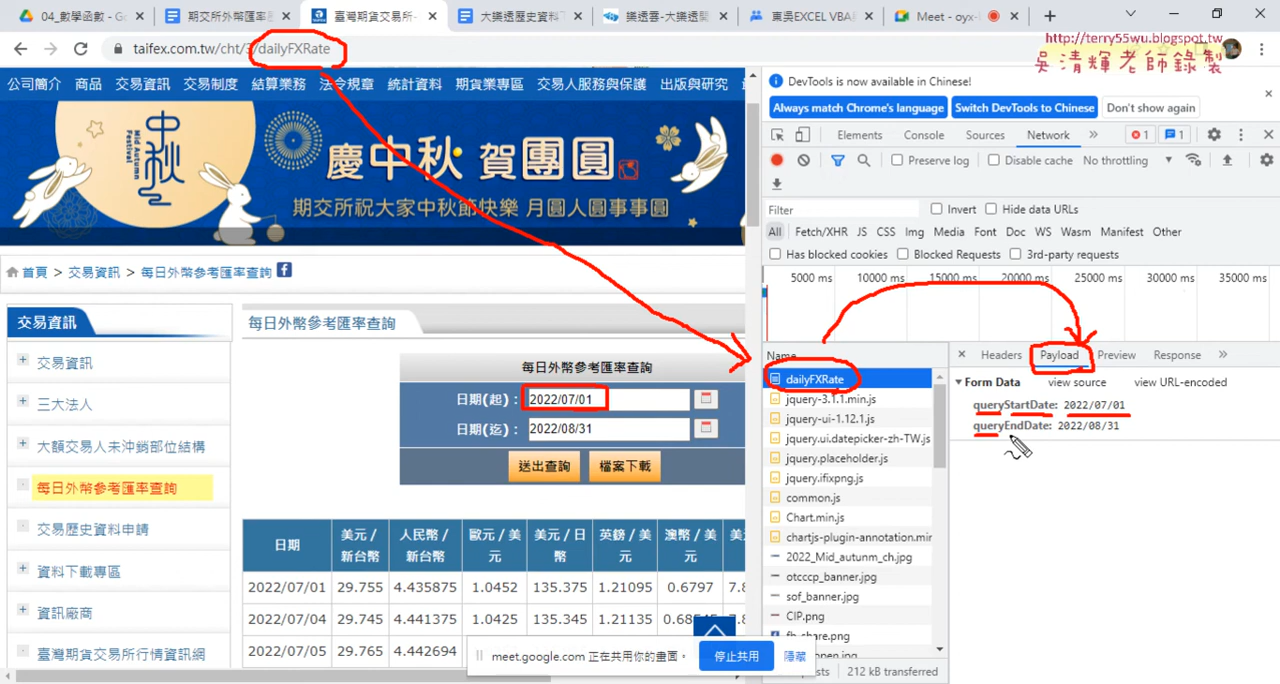 04_數學函數 - G
期交所外幣匯率
臺灣期貨交易所-
大樂透歷史資料下
樂透雲-大樂透開
東吳EXCEL VBA
Meet - oyx-
taifex.com.tw/cht/3/dailyFXRate
http://terry55wu.blogspot.tw
吳清輝老師錄製
公司簡介 商品 交易資訊 交易制度 結算業務 法令規章 統計資料 期貨業專區 交易人服務與保護 出版與研究
中秋
Mid Autumn
Festival
慶中秋 賀團圓
期交所祝大家中秋節快樂 月圓人圓事事圓
首頁 > 交易資訊 > 每日外幣參考匯率查詢
交易資訊
交易資訊
三大法人
大額交易人未沖銷部位結構
每日外幣參考匯率查詢
交易歷史資料申請
資料下載專區
資訊廠商
臺灣期貨交易所行情資訊網
每日外幣參考匯率查詢
每日外幣參考匯率查詢
日期(起)： 2022/07/01
日期(迄)： 2022/08/31
送出查詢 檔案下載
日期 美元 / 新台幣 人民幣 / 新台幣 歐元 / 美元 美元 / 日幣 英鎊 / 美元 澳幣 / 美元
2022/07/01 29.755 4.435875 1.0452 135.375 1.21095 0.6797 7.8
2022/07/04 29.744 4.441375 1.0425 135.345 1.21135
2022/07/05 29.765 4.442694
meet.google.com 正在共用你的畫面。 停止共用 隱藏
DevTools is now available in Chinese!
Always match Chrome's language Switch DevTools to Chinese Don't show again
Elements Console Sources Network » 1 1
Preserve log Disable cache No throttling
Filter Invert Hide data URLs
All Fetch/XHR JS CSS Img Media Font Doc WS Wasm Manifest Other
Has blocked cookies Blocked Requests 3rd-party requests
5000 ms 10000 ms 15000 ms 20000 ms 25000 ms 30000 ms 35000 ms
Name
dailyFXRate
jquery-3.1.1.min.js
jquery-ui-1.12.1.js
jquery.ui.datepicker-zh-TW.js
jquery.placeholder.js
jquery.ifixpng.js
common.js
Chart.min.js
chartjs-plugin-annotation.min
2022_Mid_autunm_ch.jpg
otcccp_banner.jpg
sof_banner.jpg
CIP.png
fb-share.png
212 kB transferred
Headers Payload Preview Response »
Form Data view source view URL-encoded
queryStartDate: 2022/07/01
queryEndDate: 2022/08/31